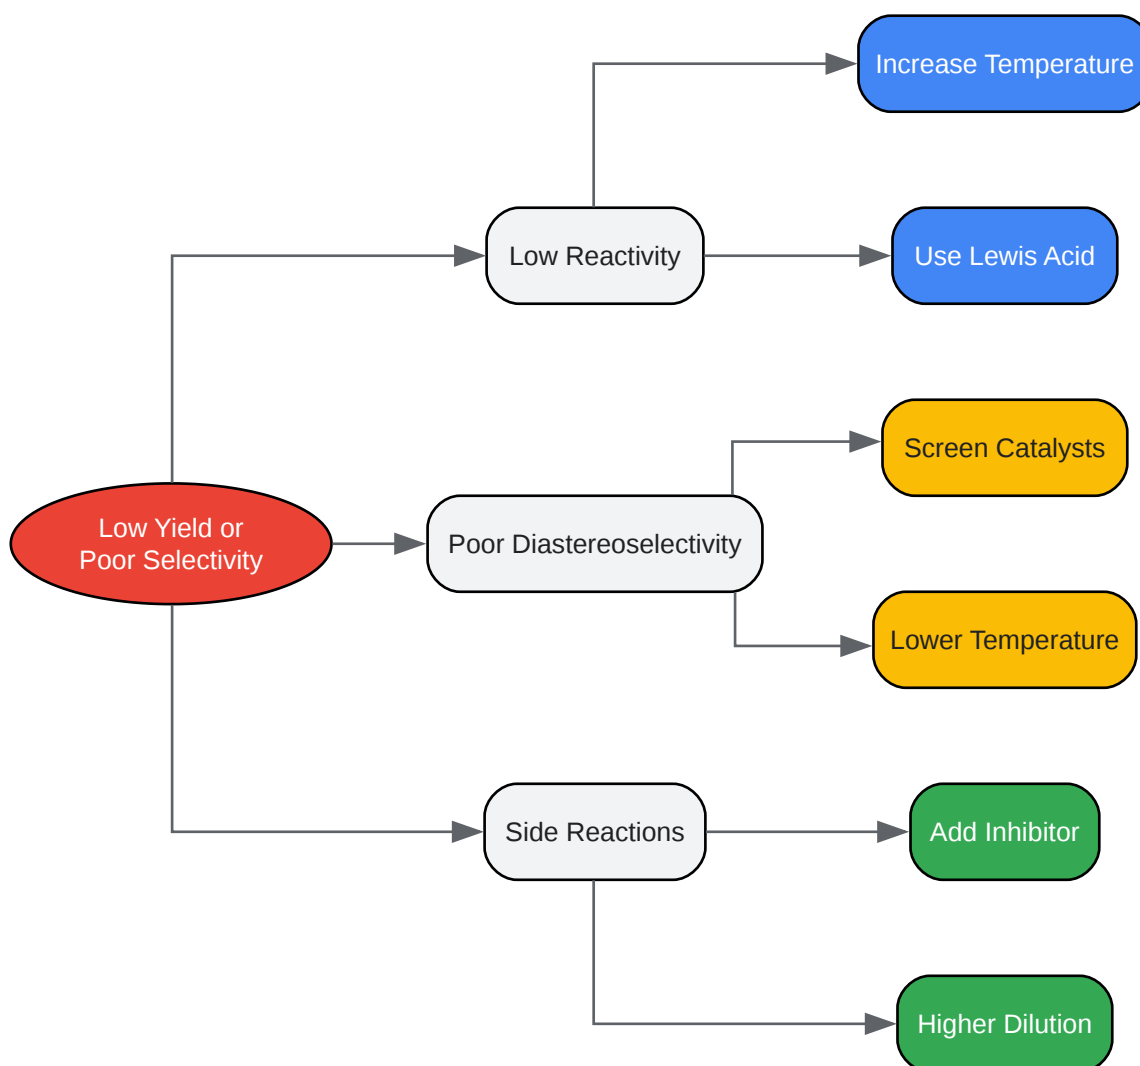 Increase Temperature
Low Reactivity
Use Lewis Acid
Screen Catalysts
Low Yield or
Poor Selectivity
Poor Diastereoselectivity
Lower Temperature
Side Reactions
Add Inhibitor
Higher Dilution